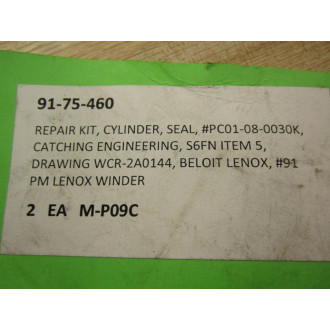 91-75-460
REPAIR KIT, CYLINDER, SEAL, #PC01-08-0030K,
CATCHING ENGINEERING, S6FN ITEM 5,
DRAWING WCR-2A0144, BELOIT LENOX, #91
PM LENOX WINDER
2 EA M-P09C